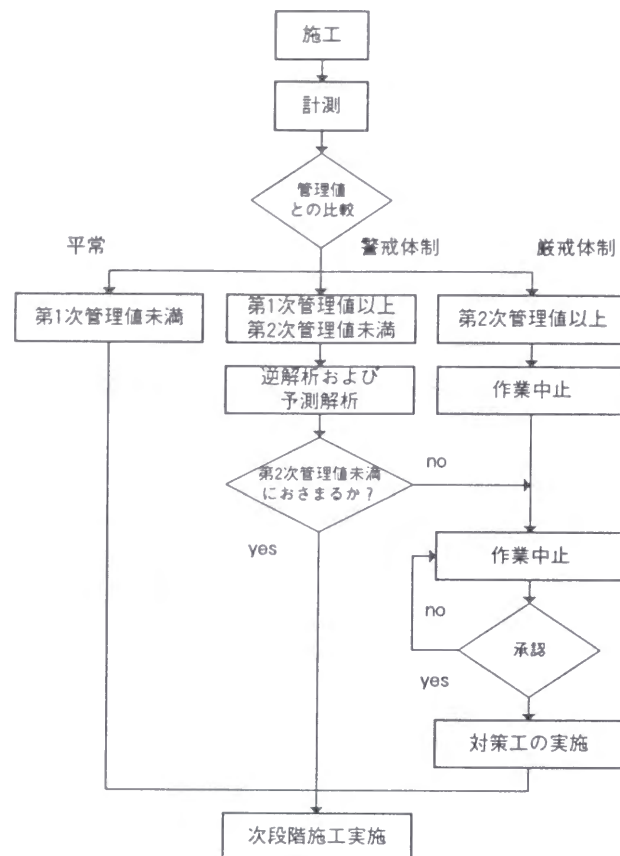 施工
計測
管理値
との比較
平常
警戒体制
厳戒体制
第1次管理値未満
第1次管理値以上
第2次管理値未満
第2次管理値以上
逆解析および
予測解析
作業中止
第2次管理値未満
におさまるか?
no
yes
作業中止
no
承認
yes
対策工の実施
次段階施工実施